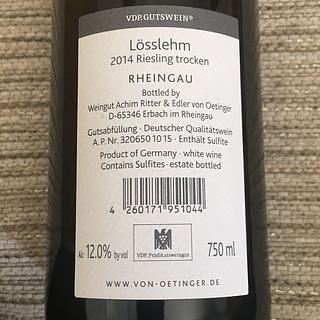 VDP.GUTSWEIN®
Lösslehm
2014 Riesling trocken
RHEINGAU
Bottled by
Weingut Achim Ritter & Edler von Oetinger
D-65346 Erbach im Rheingau
Gutsabfüllung · Deutscher Qualitätswein
A. P. Nr. 3206501015 · Enthält Sulfite
Product of Germany · white wine
Contains Sulfites · estate bottled
4 260171 951044
Alc 12.0% by vol
VDP. Prädikatsweingut
750 ml
WWW.VON-OETINGER.DE